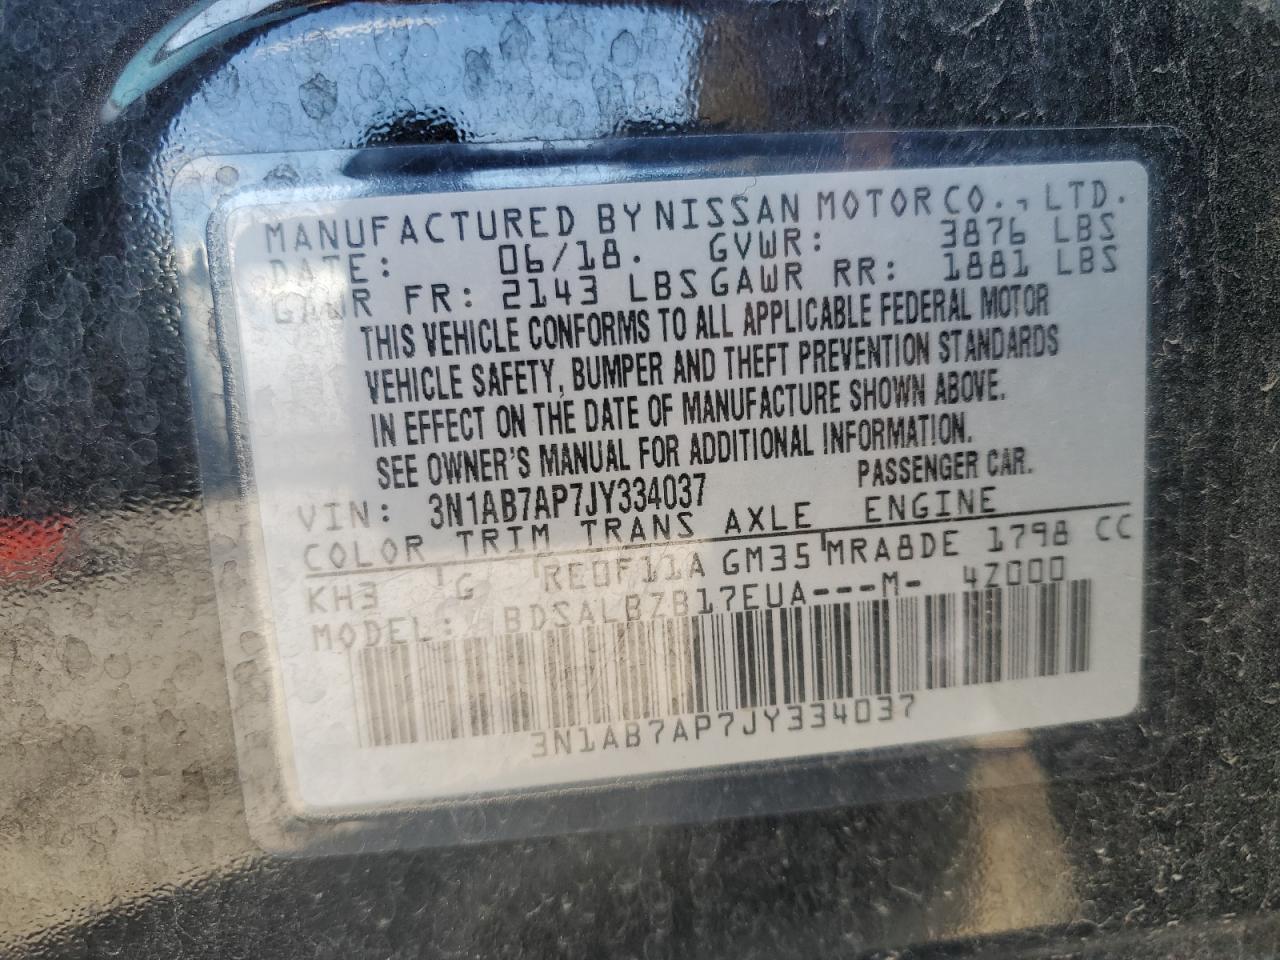 MANUFACTURED BY NISSAN MOTOR CO., LTD.
DATE: 06/18. GVWR: 3876 LBS
GAWR FR: 2143 LBS GAWR RR: 1881 LBS
THIS VEHICLE CONFORMS TO ALL APPLICABLE FEDERAL MOTOR
VEHICLE SAFETY, BUMPER AND THEFT PREVENTION STANDARDS
IN EFFECT ON THE DATE OF MANUFACTURE SHOWN ABOVE.
SEE OWNER'S MANUAL FOR ADDITIONAL INFORMATION.
VIN: 3N1AB7AP7JY334037 PASSENGER CAR.
COLOR TRIM TRANS AXLE ENGINE
KH3 G RE0F11A GM35 MRA8DE 1798 CC
MODEL: BDSALBZB17EUA---M- 4Z000
3N1AB7AP7JY334037